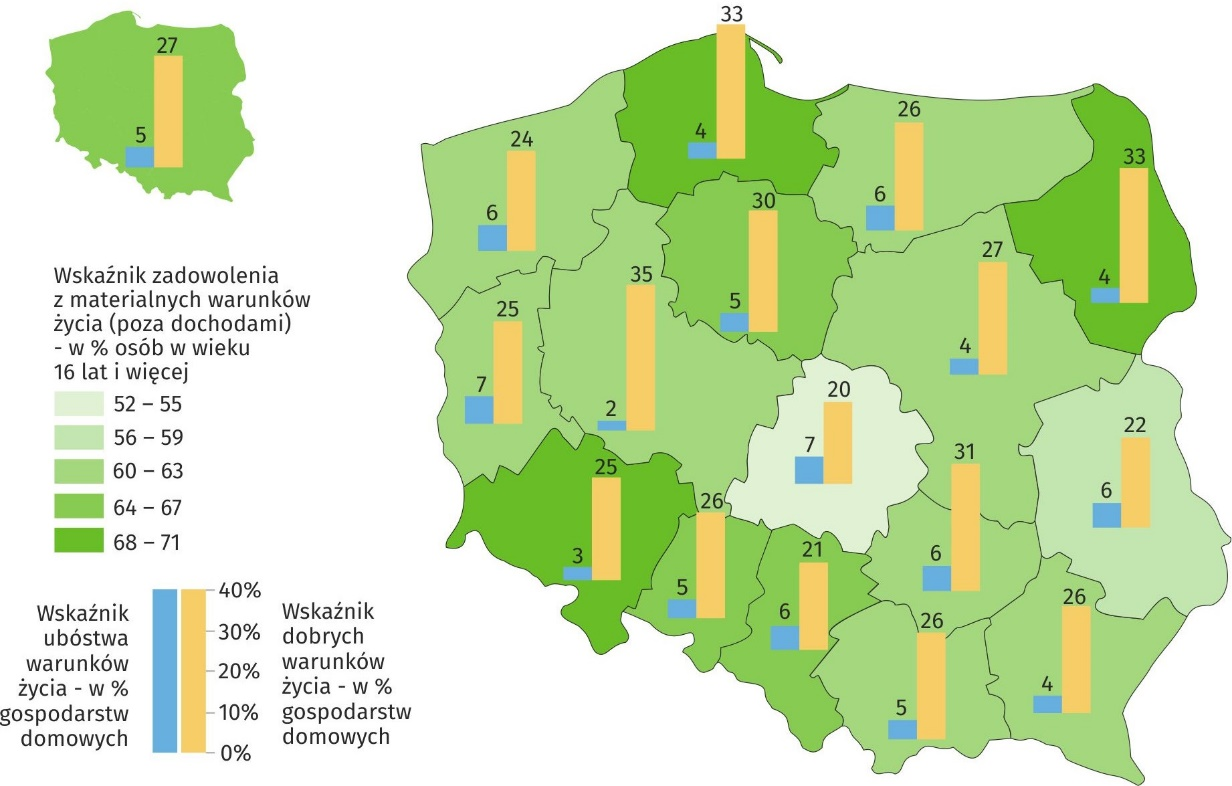 27
5
Wskaźnik zadowolenia
z materialnych warunków
życia (poza dochodami)
- w % osób w wieku
16 lat i więcej
52 – 55
56 – 59
60 – 63
64 – 67
68 – 71
Wskaźnik
ubóstwa
warunków
życia - w %
gospodarstw
domowych
40%
30%
20%
10%
0%
Wskaźnik
dobrych
warunków
życia - w %
gospodarstw
domowych
33
4
24
6
26
6
33
4
30
5
27
4
35
2
25
7
20
7
22
6
25
3
31
6
26
5
21
6
26
5
26
4